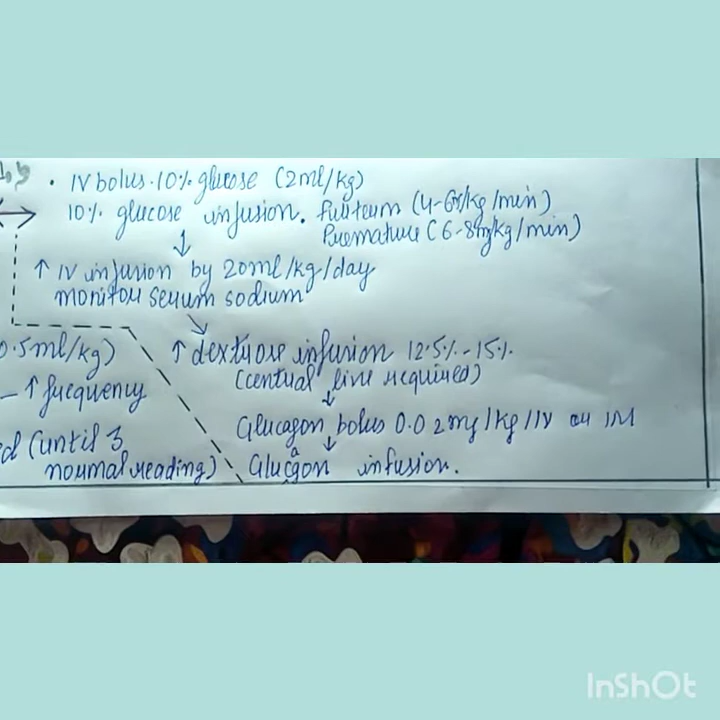 • IV bolus. 10% glucose (2ml/kg)
10% glucose infusion. Fullterm (4-6mg/kg/min)
Premature (6-8mg/kg/min)
↓
↑ IV infusion by 20ml/kg/day
monitor serum sodium
↘
0.5ml/kg)
↑ dextrose infusion 12.5%-15%
(central line required)
↓
– ↑ frequency
Glucagon bolus 0.02mg/kg/IV or IM
↓
(until 3
normal reading)
Glucagon infusion.
InShOt